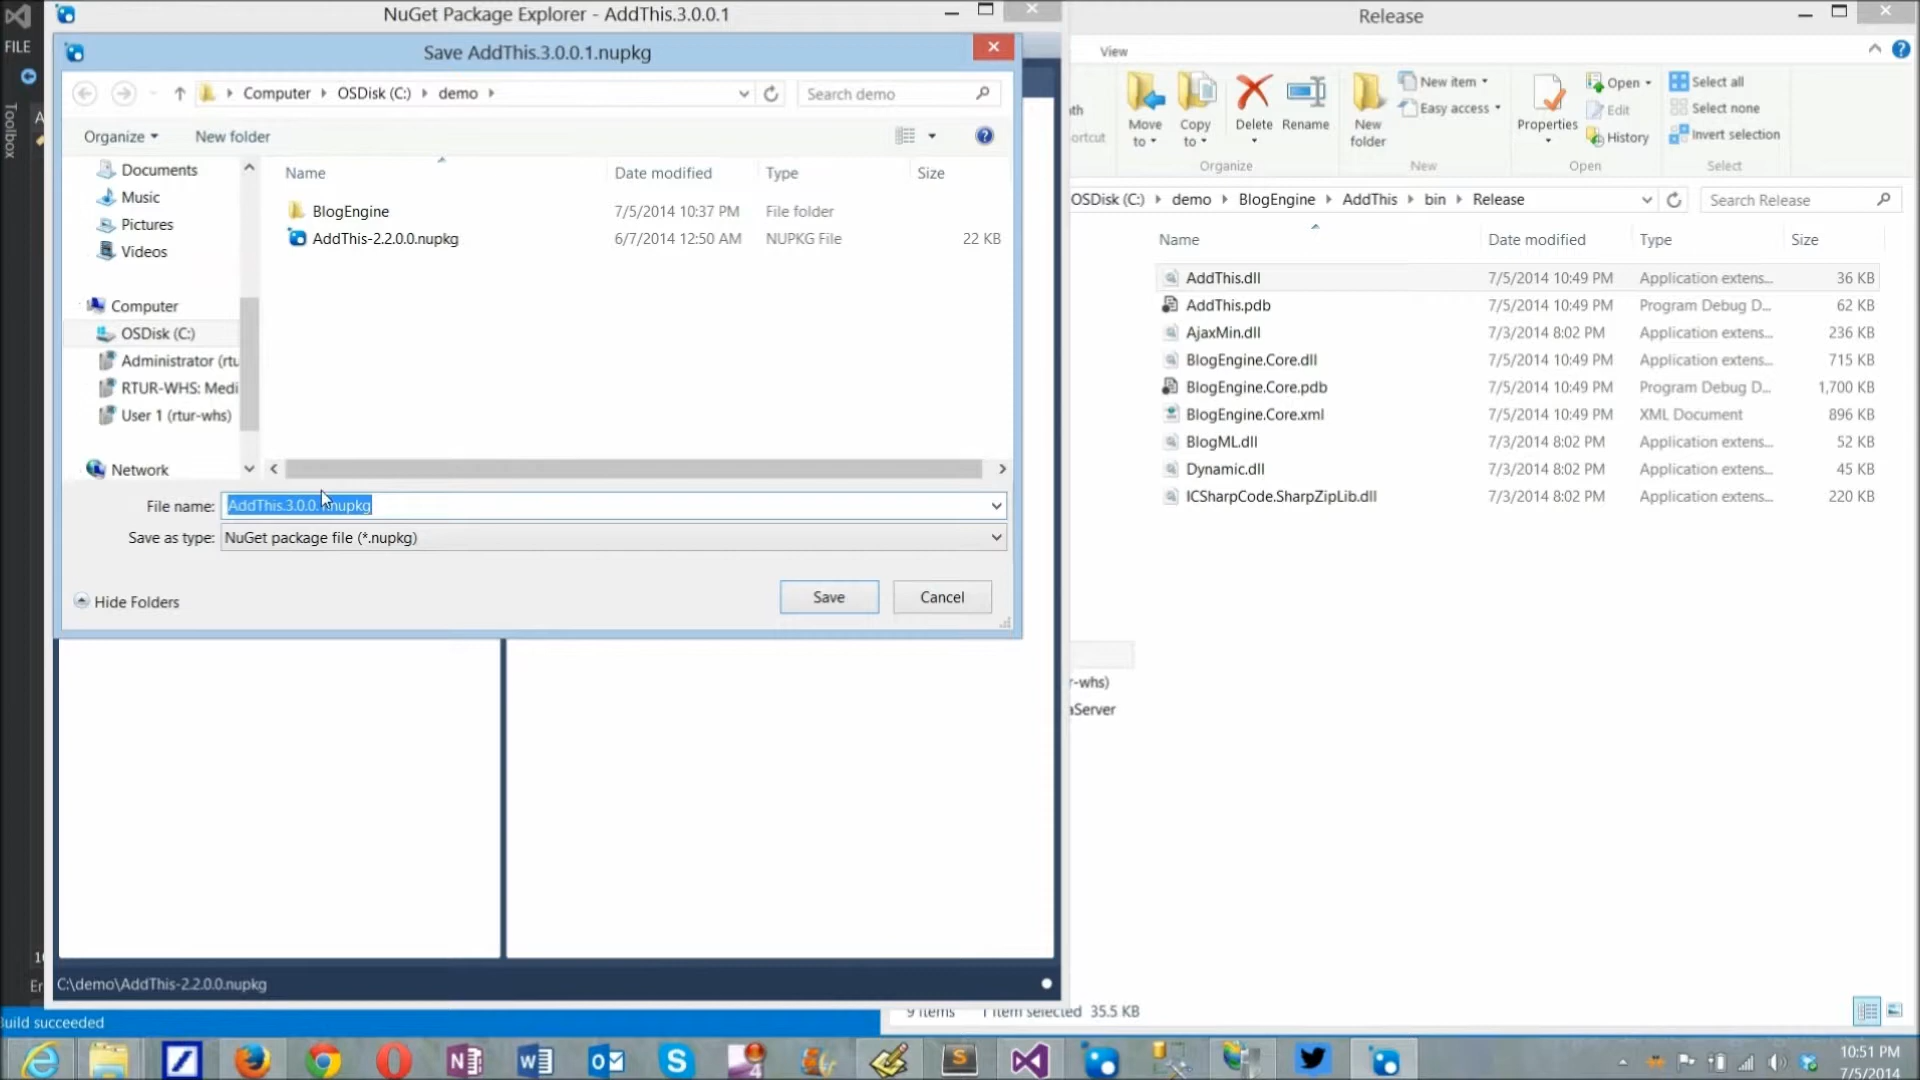 NuGet Package Explorer - AddThis.3.0.0.1
Release
FILE
Toolbox
Save AddThis.3.0.0.1.nupkg
View
Computer OSDisk (C:) demo
Search demo
Organize New folder
Name Date modified Type Size
BlogEngine 7/5/2014 10:37 PM File folder
AddThis-2.2.0.0.nupkg 6/7/2014 12:50 AM NUPKG File 22 KB
Documents
Music
Pictures
Videos
Computer
OSDisk (C:)
Administrator (rtu
RTUR-WHS: Medi
User 1 (rtur-whs)
Network
File name: AddThis.3.0.0.1.nupkg
Save as type: NuGet package file (*.nupkg)
Hide Folders
Save Cancel
C:\demo\AddThis-2.2.0.0.nupkg
Build succeeded
Move to
Copy to
Delete
Rename
New folder
New item
Easy access
Properties
Open
Edit
History
Select all
Select none
Invert selection
Organize New Open Select
OSDisk (C:) demo BlogEngine AddThis bin Release
Search Release
Name Date modified Type Size
AddThis.dll 7/5/2014 10:49 PM Application extens... 36 KB
AddThis.pdb 7/5/2014 10:49 PM Program Debug D... 62 KB
AjaxMin.dll 7/3/2014 8:02 PM Application extens... 236 KB
BlogEngine.Core.dll 7/5/2014 10:49 PM Application extens... 715 KB
BlogEngine.Core.pdb 7/5/2014 10:49 PM Program Debug D... 1,700 KB
BlogEngine.Core.xml 7/5/2014 10:49 PM XML Document 896 KB
BlogML.dll 7/3/2014 8:02 PM Application extens... 52 KB
Dynamic.dll 7/3/2014 8:02 PM Application extens... 45 KB
ICSharpCode.SharpZipLib.dll 7/3/2014 8:02 PM Application extens... 220 KB
r-whs)
aServer
9 items 1 item selected 35.5 KB
10:51 PM
7/5/2014